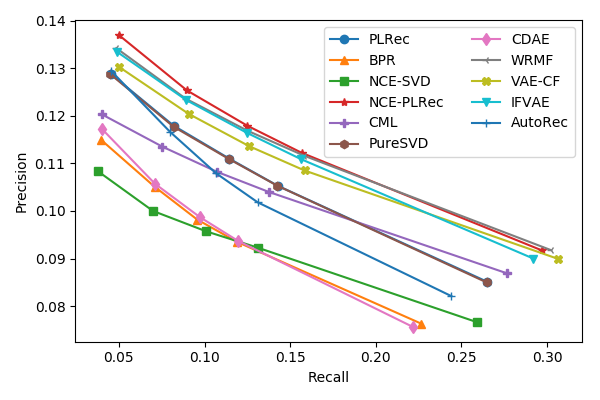 0.14
0.13
0.12
0.11
0.10
0.09
0.08
Precision
PLRec
BPR
NCE-SVD
NCE-PLRec
CML
PureSVD
CDAE
WRMF
VAE-CF
IFVAE
AutoRec
0.05 0.10 0.15 0.20 0.25 0.30
Recall